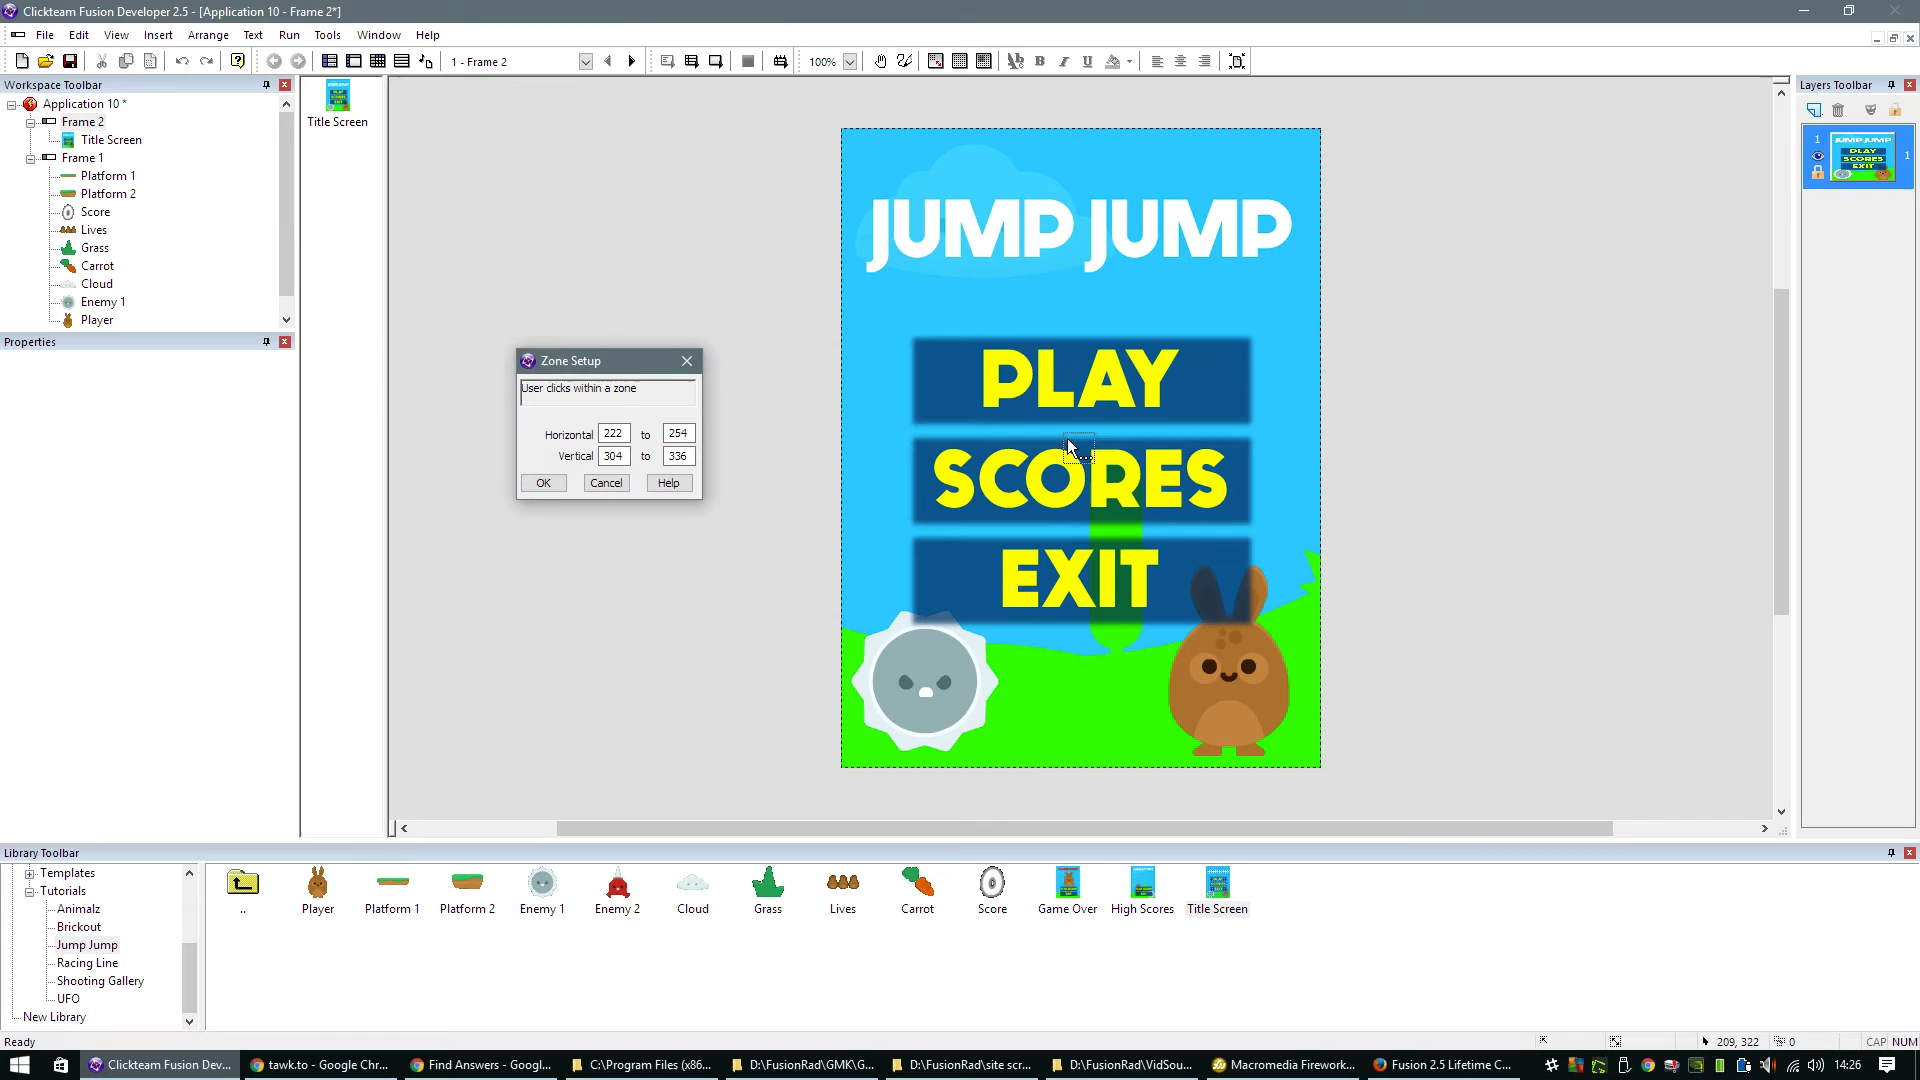 Clickteam Fusion Developer 2.5 - [Application 10 - Frame 2*]
File Edit View Insert Arrange Text Run Tools Window Help
1 - Frame 2
100%
Workspace Toolbar
Application 10 *
Frame 2
Title Screen
Frame 1
Platform 1
Platform 2
Score
Lives
Grass
Carrot
Cloud
Enemy 1
Player
Properties
Title Screen
Zone Setup
User clicks within a zone
Horizontal 222 to 254
Vertical 304 to 336
OK Cancel Help
JUMP JUMP
PLAY
SCORES
EXIT
Layers Toolbar
1
1
JUMP JUMP
PLAY
SCORES
EXIT
Library Toolbar
Templates
Tutorials
Animalz
Brickout
Jump Jump
Racing Line
Shooting Gallery
UFO
New Library
.. Player Platform 1 Platform 2 Enemy 1 Enemy 2 Cloud Grass Lives Carrot Score Game Over High Scores Title Screen
Ready
209, 322
0
CAP NUM
Clickteam Fusion Dev... tawk.to - Google Chr... Find Answers - Googl... C:\Program Files (x86... D:\FusionRad\GMK\G... D:\FusionRad\site scr... D:\FusionRad\VidSou... Macromedia Firework... Fusion 2.5 Lifetime C...
14:26